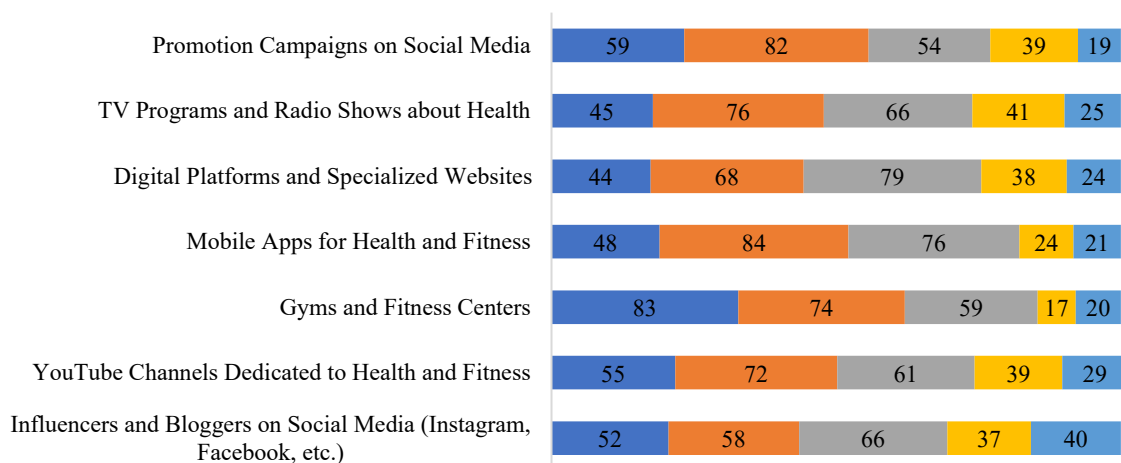 Promotion Campaigns on Social Media 59 82 54 39 19
TV Programs and Radio Shows about Health 45 76 66 41 25
Digital Platforms and Specialized Websites 44 68 79 38 24
Mobile Apps for Health and Fitness 48 84 76 24 21
Gyms and Fitness Centers 83 74 59 17 20
YouTube Channels Dedicated to Health and Fitness 55 72 61 39 29
Influencers and Bloggers on Social Media (Instagram,
Facebook, etc.) 52 58 66 37 40